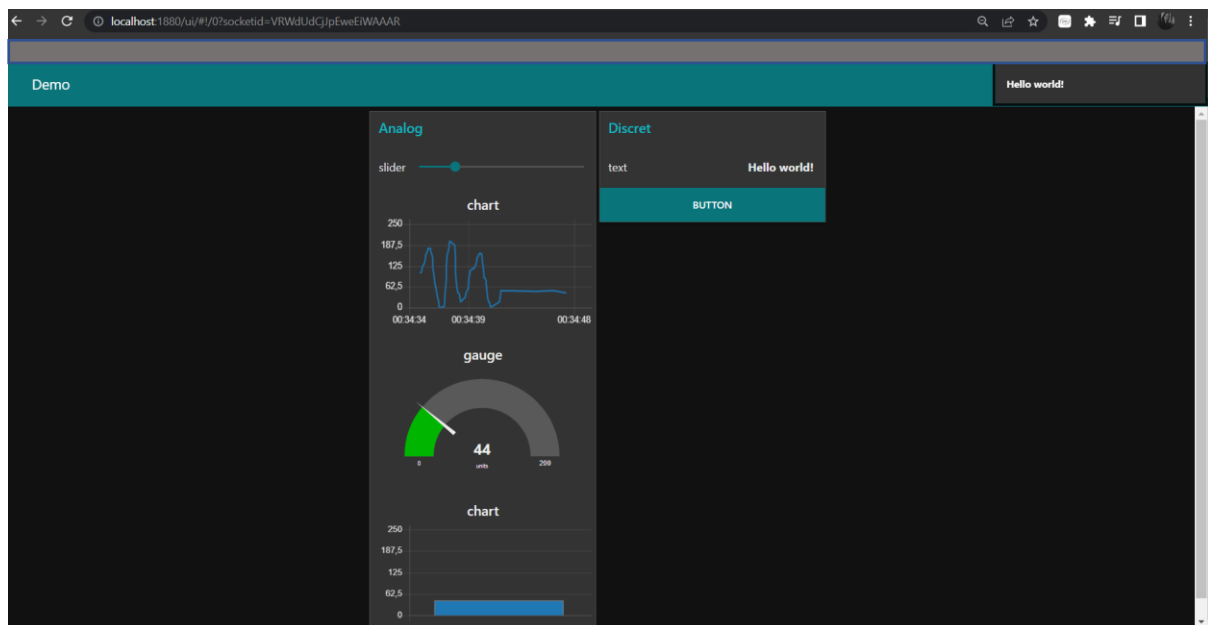 localhost:1880/ui/#!/0?socketid=VRWdUdCjJpEweEiWAAAR
Demo
Hello world!
Analog
slider
chart
250
187,5
125
62,5
0
00:34:34 00:34:39 00:34:48
gauge
44
units
0 200
chart
250
187,5
125
62,5
0
Discret
text Hello world!
BUTTON